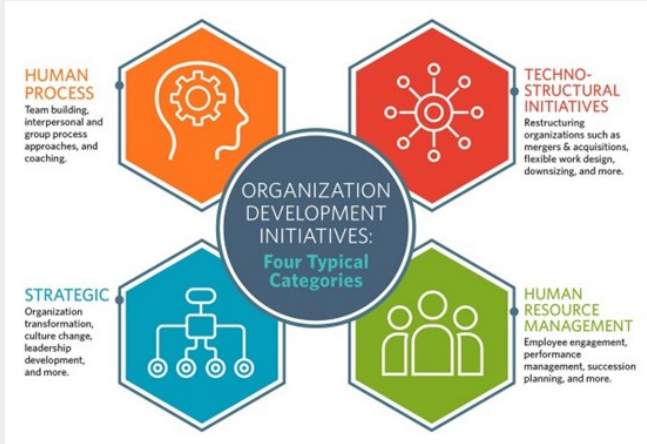 HUMAN
PROCESS
Team building,
interpersonal and
group process
approaches, and
coaching.
TECHNO-
STRUCTURAL
INITIATIVES
Restructuring
organizations such as
mergers & acquisitions,
flexible work design,
downsizing, and more.
ORGANIZATION
DEVELOPMENT
INITIATIVES:
Four Typical
Categories
STRATEGIC
Organization
transformation,
culture change,
leadership
development,
and more.
HUMAN
RESOURCE
MANAGEMENT
Employee engagement,
performance
management, succession
planning, and more.